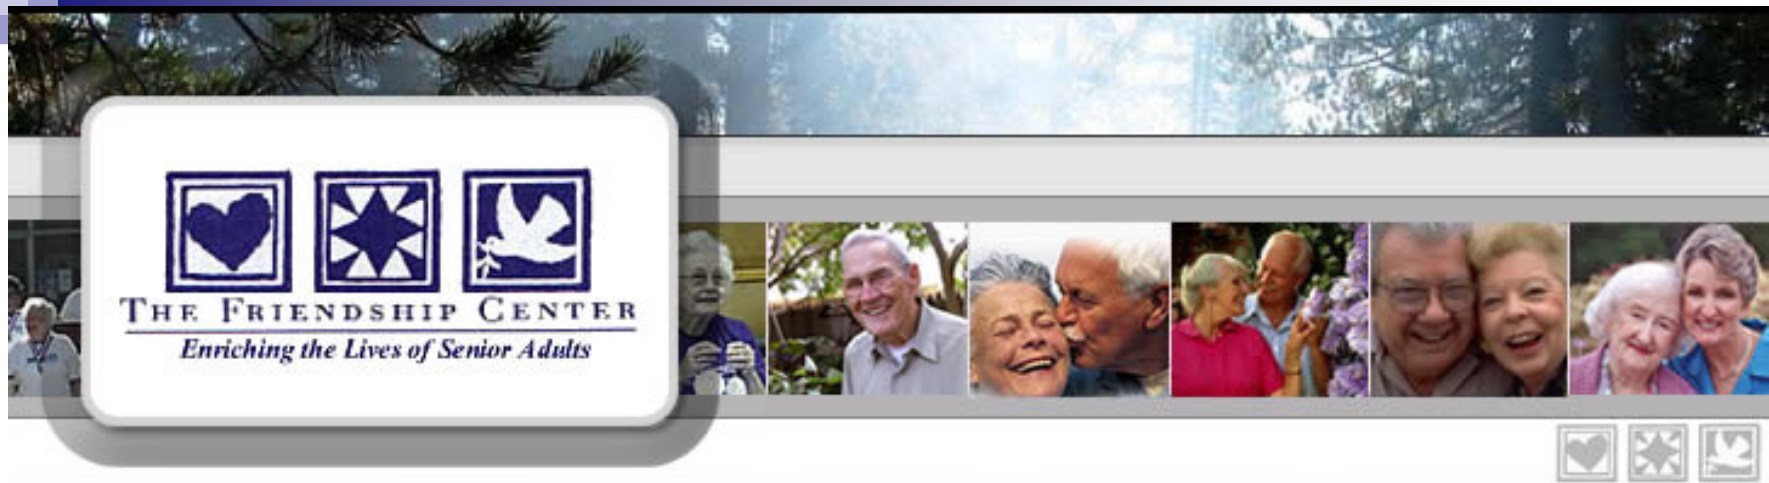 THE FRIENDSHIP CENTER
Enriching the Lives of Senior Adults